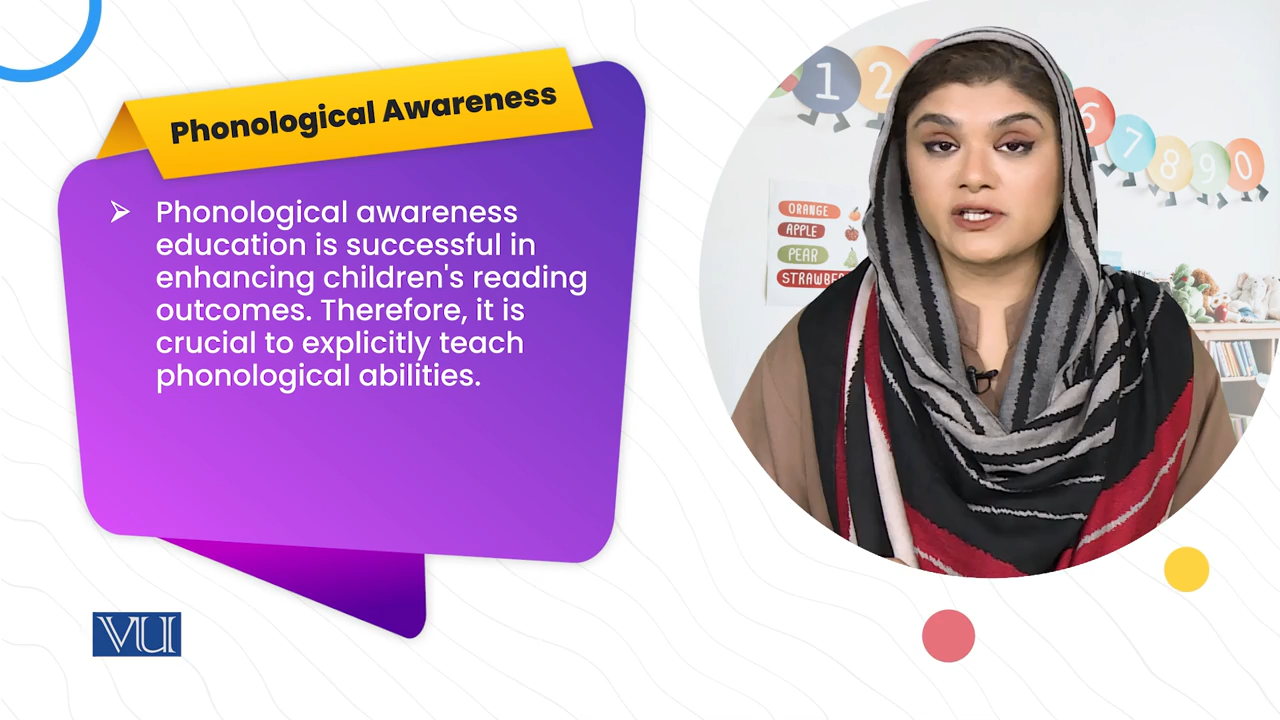 Phonological Awareness
➢ Phonological awareness
education is successful in
enhancing children's reading
outcomes. Therefore, it is
crucial to explicitly teach
phonological abilities.
VU
1 2
6 7 8 9 0
ORANGE
APPLE
PEAR